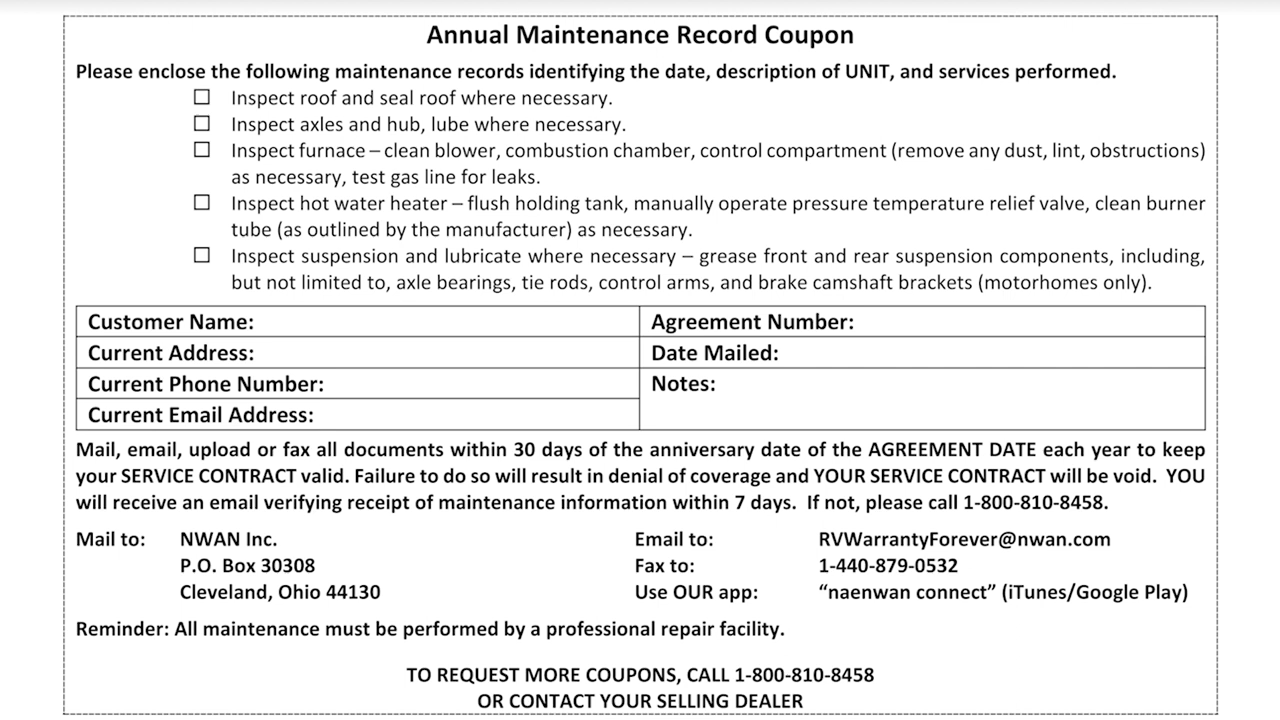 Annual Maintenance Record Coupon
Please enclose the following maintenance records identifying the date, description of UNIT, and services performed.
☐ Inspect roof and seal roof where necessary.
☐ Inspect axles and hub, lube where necessary.
☐ Inspect furnace – clean blower, combustion chamber, control compartment (remove any dust, lint, obstructions)
as necessary, test gas line for leaks.
☐ Inspect hot water heater – flush holding tank, manually operate pressure temperature relief valve, clean burner
tube (as outlined by the manufacturer) as necessary.
☐ Inspect suspension and lubricate where necessary – grease front and rear suspension components, including,
but not limited to, axle bearings, tie rods, control arms, and brake camshaft brackets (motorhomes only).
Customer Name: Agreement Number:
Current Address: Date Mailed:
Current Phone Number: Notes:
Current Email Address:
Mail, email, upload or fax all documents within 30 days of the anniversary date of the AGREEMENT DATE each year to keep
your SERVICE CONTRACT valid. Failure to do so will result in denial of coverage and YOUR SERVICE CONTRACT will be void. YOU
will receive an email verifying receipt of maintenance information within 7 days. If not, please call 1-800-810-8458.
Mail to: NWAN Inc. Email to: RVWarrantyForever@nwan.com
P.O. Box 30308 Fax to: 1-440-879-0532
Cleveland, Ohio 44130 Use OUR app: “naenwan connect” (iTunes/Google Play)
Reminder: All maintenance must be performed by a professional repair facility.
TO REQUEST MORE COUPONS, CALL 1-800-810-8458
OR CONTACT YOUR SELLING DEALER